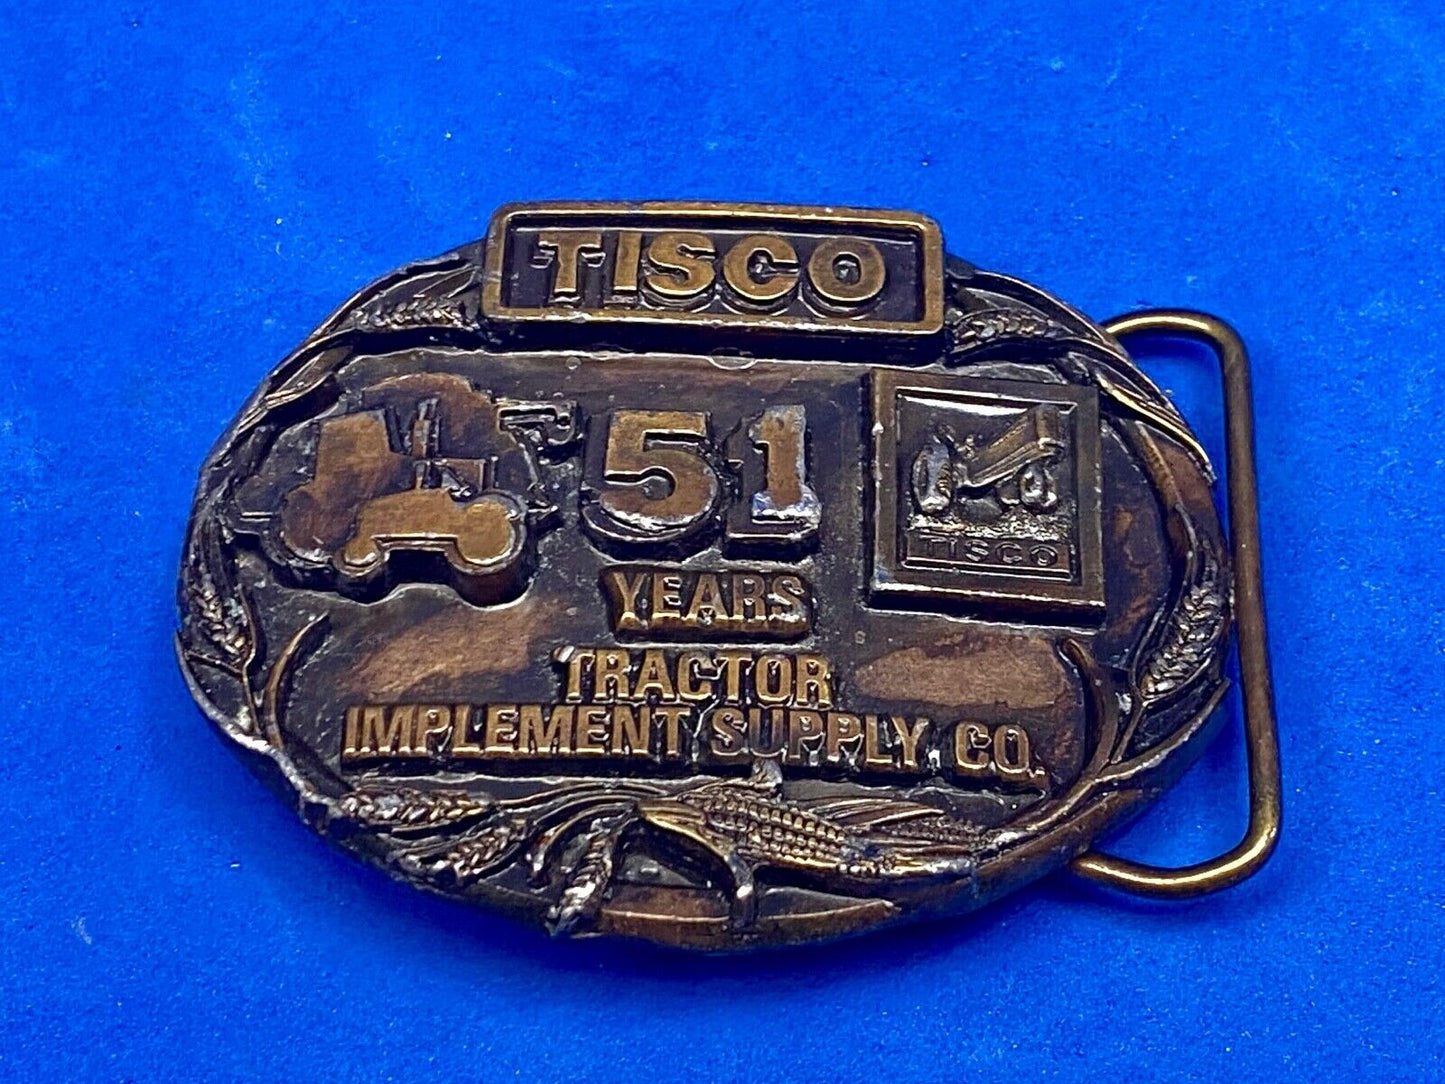 TISCO
51
YEARS
TISCO
TRACTOR
IMPLEMENT SUPPLY CO.